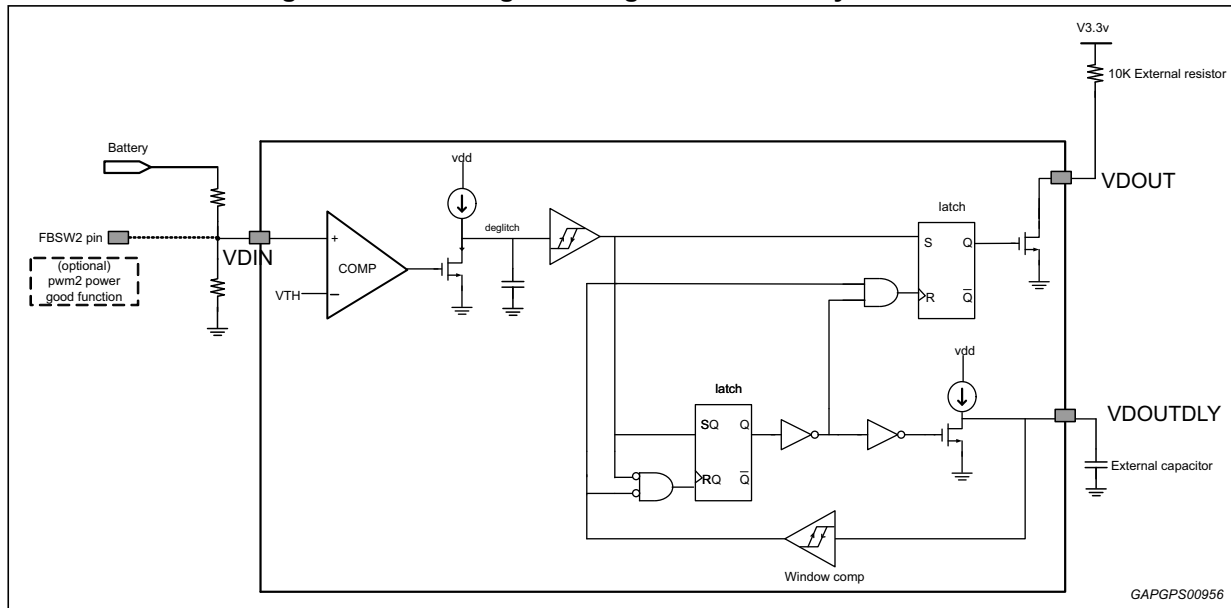 V3.3v
10K External resistor
Battery
vdd
VDOUT
latch
deglitch
FBSW2 pin
VDIN
+
COMP
S
Q
(optional)
pwm2 power
good function
VTH
−
R
Q
vdd
latch
VDOUTDLY
SQ
Q
External capacitor
RQ
Q
Window comp
GAPGPS00956